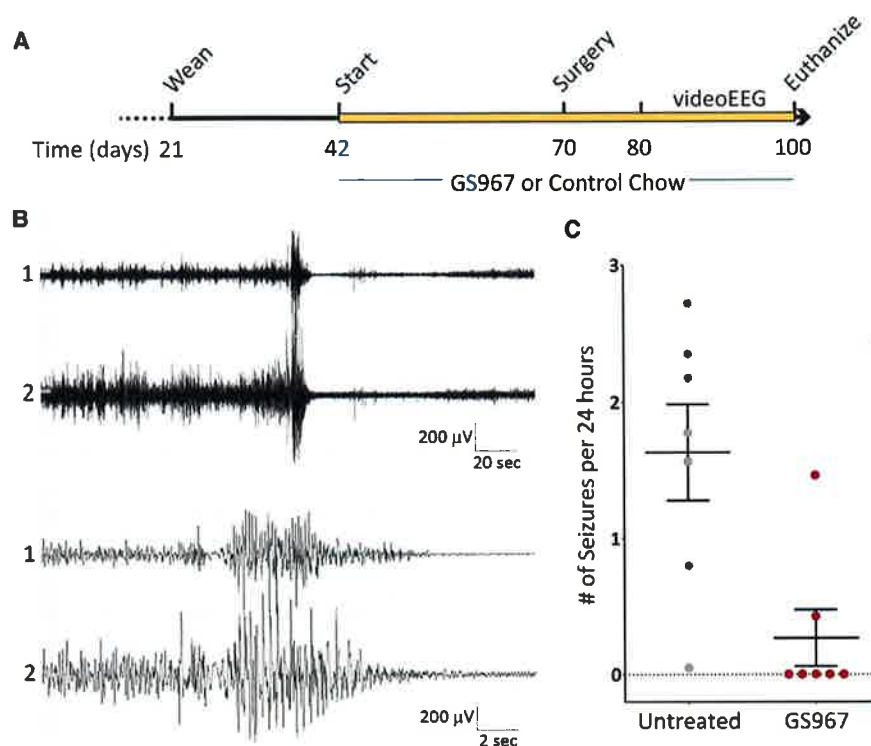 A
Wean
Start
Surgery
videoEEG
Euthanize
Time (days) 21 42 70 80 100
GS967 or Control Chow
B
1
2
200 µV
20 sec
1
2
200 µV
2 sec
C
# of Seizures per 24 hours
3
2
1
0
Untreated GS967